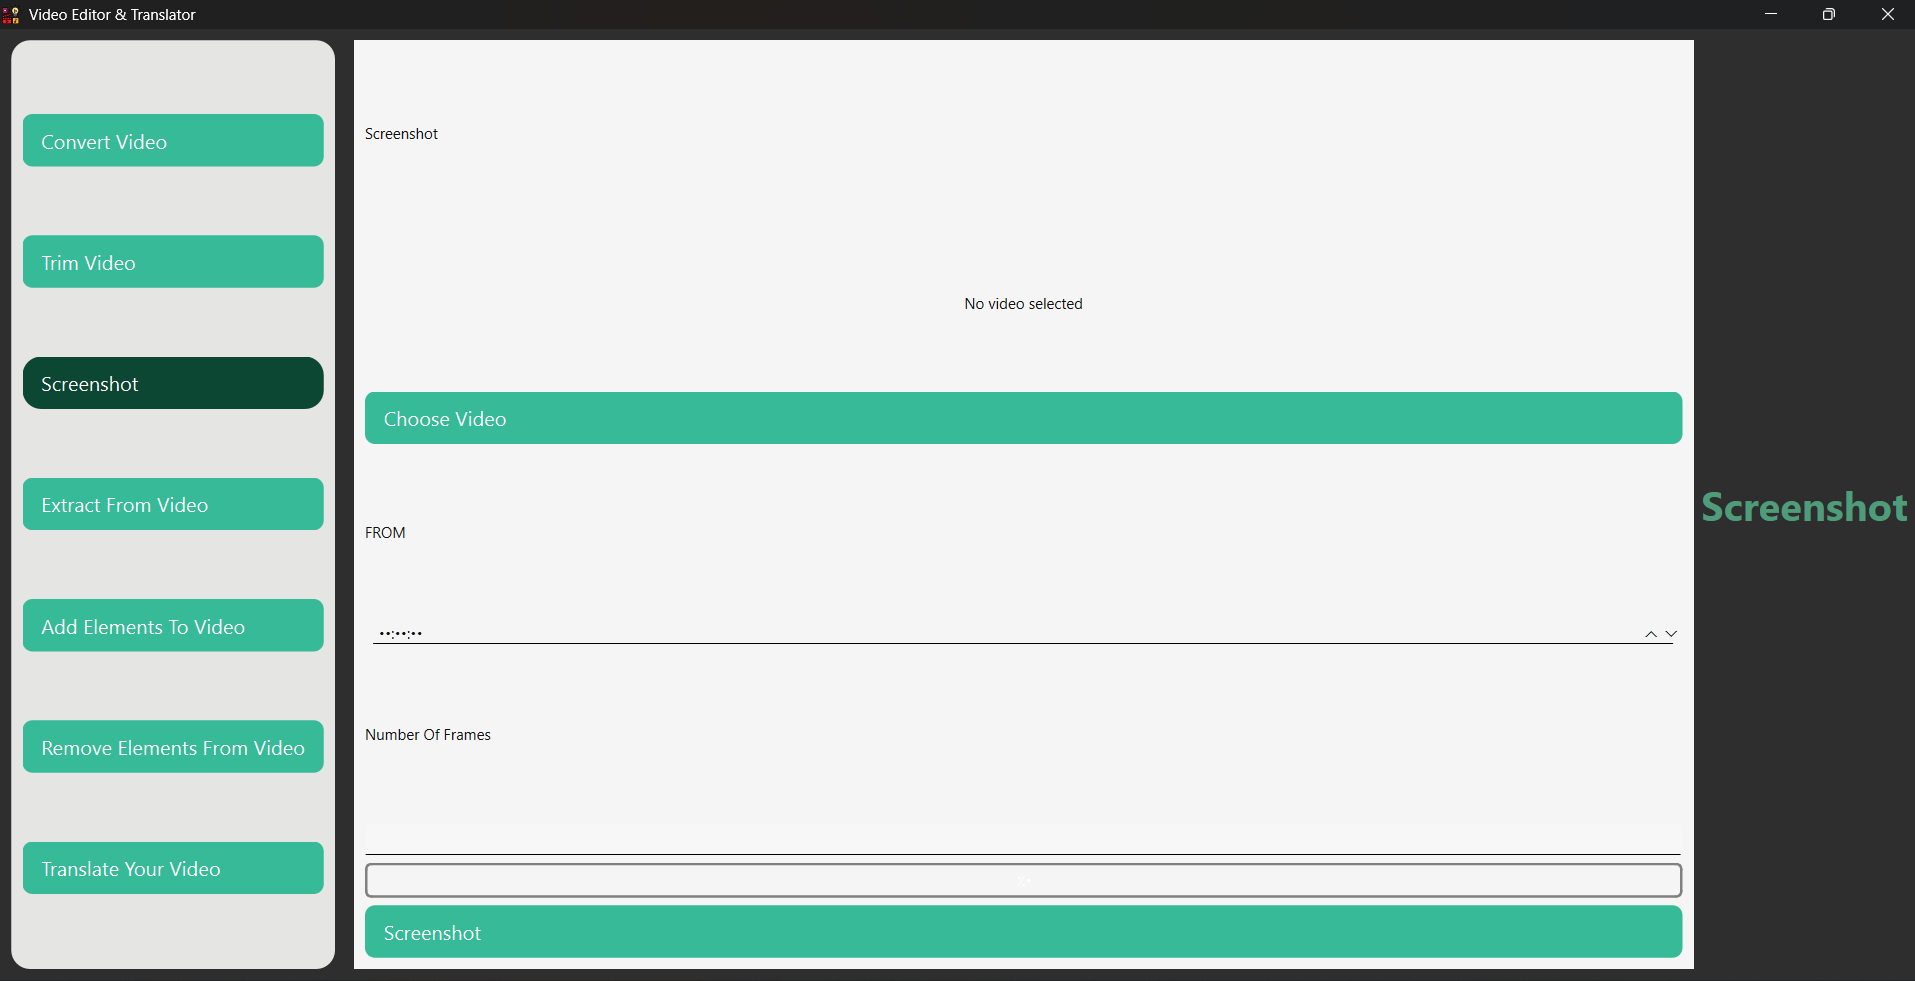 Video Editor & Translator
Convert Video
Trim Video
Screenshot
Extract From Video
Add Elements To Video
Remove Elements From Video
Translate Your Video
Screenshot
No video selected
Choose Video
FROM
••:••:••
Number Of Frames
Screenshot
Screenshot